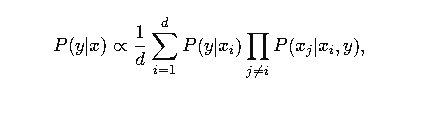 P(y|x) ∝ \frac{1}{d} \sum_{i=1}^{d} P(y|x_i) \prod_{j \neq i} P(x_j|x_i, y),